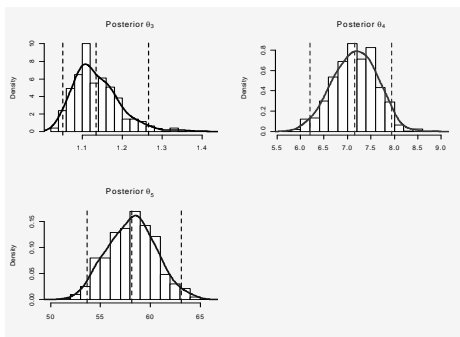 Posterior θ3
Density
0 2 4 6 8 10
1.1 1.2 1.3 1.4
Posterior θ4
Density
0.0 0.2 0.4 0.6 0.8
5.5 6.0 6.5 7.0 7.5 8.0 8.5 9.0
Posterior θ5
Density
0.00 0.05 0.10 0.15
50 55 60 65